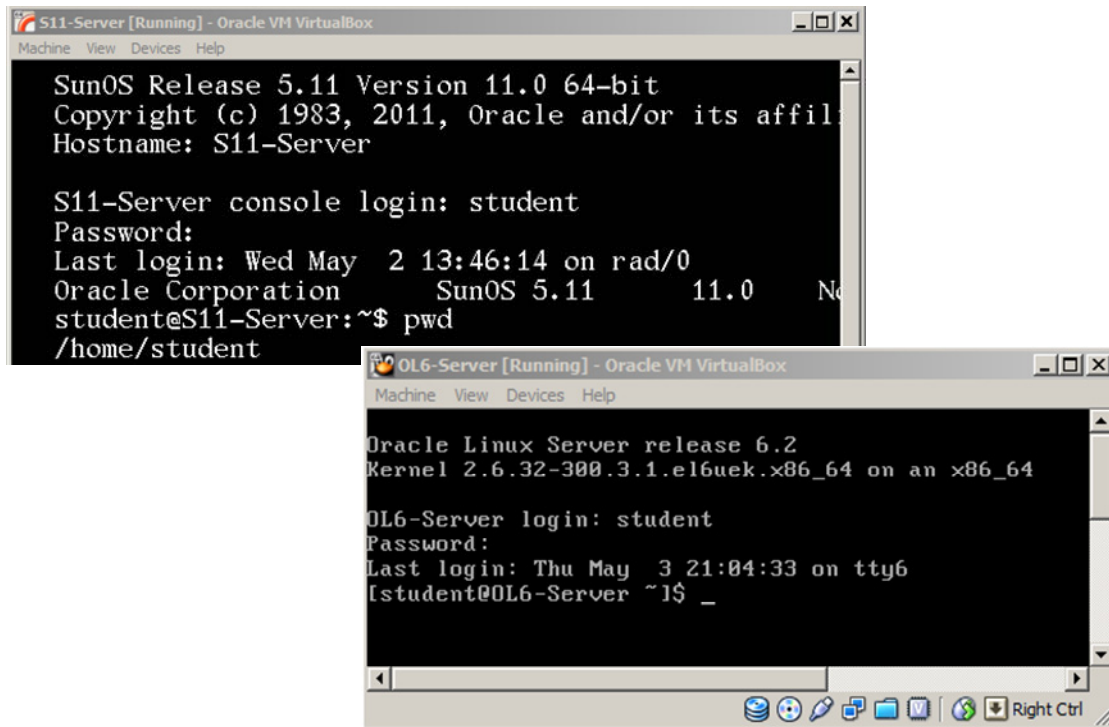 S11-Server [Running] - Oracle VM VirtualBox
Machine View Devices Help
SunOS Release 5.11 Version 11.0 64-bit
Copyright (c) 1983, 2011, Oracle and/or its affil
Hostname: S11-Server
S11-Server console login: student
Password:
Last login: Wed May  2 13:46:14 on rad/0
Oracle Corporation SunOS 5.11 11.0
student@S11-Server:~$ pwd
/home/student
OL6-Server [Running] - Oracle VM VirtualBox
Machine View Devices Help
Oracle Linux Server release 6.2
Kernel 2.6.32-300.3.1.el6uek.x86_64 on an x86_64
OL6-Server login: student
Password:
Last login: Thu May  3 21:04:33 on tty6
[student@OL6-Server ~]$ _
Right Ctrl